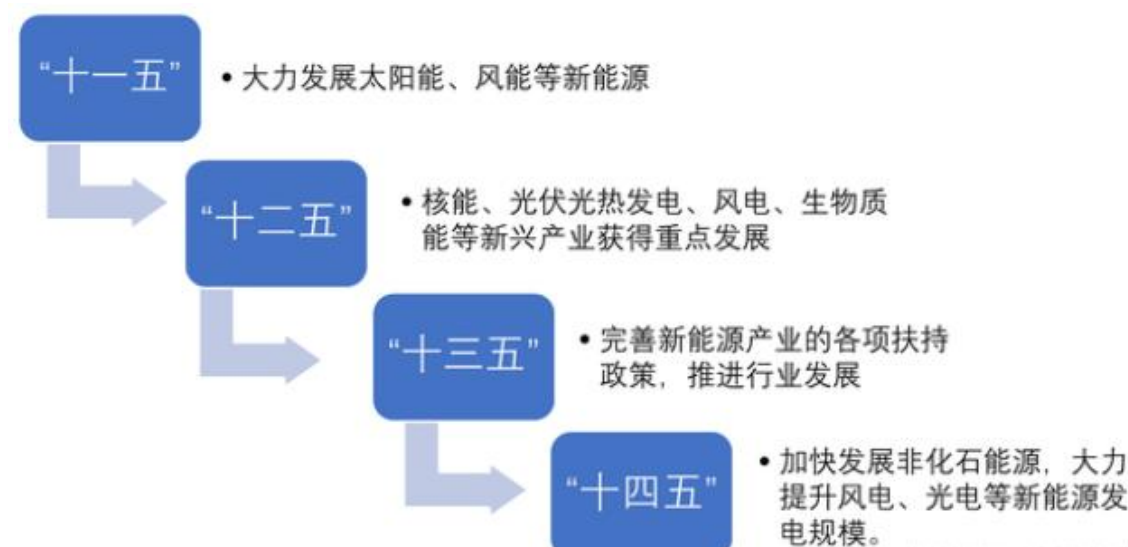 “十一五”
• 大力发展太阳能、风能等新能源
“十二五”
• 核能、光伏光热发电、风电、生物质
能等新兴产业获得重点发展
“十三五”
• 完善新能源产业的各项扶持
政策，推进行业发展
“十四五”
• 加快发展非化石能源，大力
提升风电、光电等新能源发
电规模。